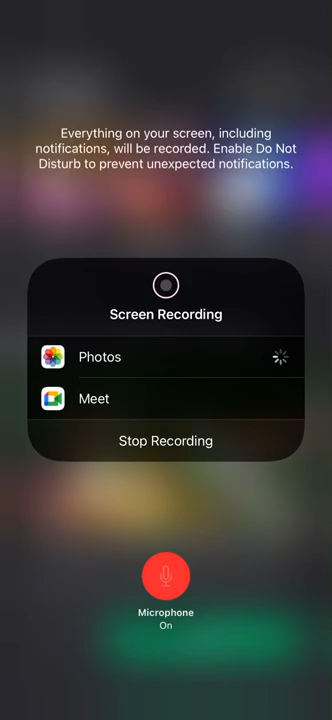 Everything on your screen, including
notifications, will be recorded. Enable Do Not
Disturb to prevent unexpected notifications.
Screen Recording
Photos
Meet
Stop Recording
Microphone
On